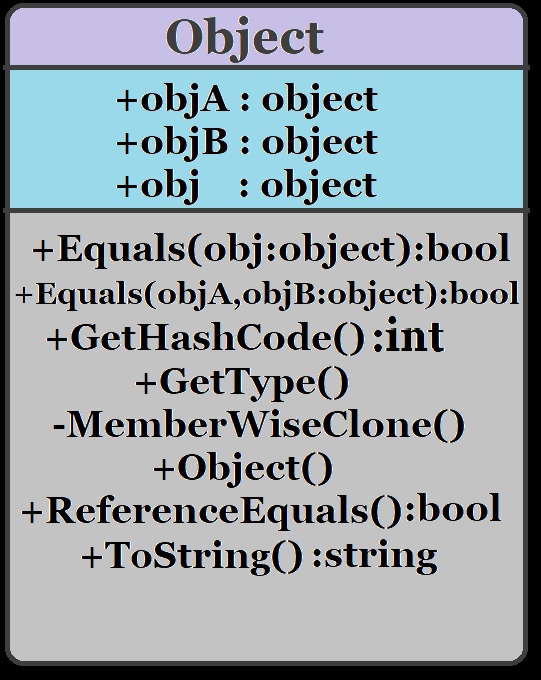 Object
+objA : object
+objB : object
+obj : object
+Equals(obj:object):bool
+Equals(objA,objB:object):bool
+GetHashCode() :int
+GetType()
-MemberWiseClone()
+Object()
+ReferenceEquals():bool
+ToString() :string